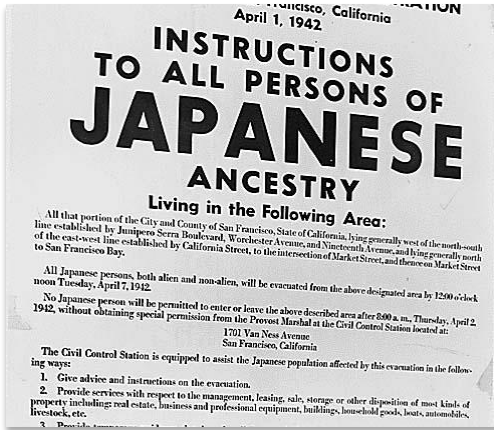 Francisco, California
April 1, 1942
INSTRUCTIONS
TO ALL PERSONS OF
JAPANESE
ANCESTRY
Living in the Following Area:
All that portion of the City and County of San Francisco, State of California, lying generally west of the north-south
line established by Junipero Serra Boulevard, Worchester Avenue, and Nineteenth Avenue, and lying generally north
of the east-west line established by California Street, to the intersection of Market Street, and thence on Market Street
to San Francisco Bay.
All Japanese persons, both alien and non-alien, will be evacuated from the above designated area by 12:00 o'clock
noon Tuesday, April 7, 1942.
No Japanese person will be permitted to enter or leave the above described area after 8:00 a. m., Thursday, April 2,
1942, without obtaining special permission from the Provost Marshal at the Civil Control Station located at:
1701 Van Ness Avenue
San Francisco, California
The Civil Control Station is equipped to assist the Japanese population affected by this evacuation in the follow-
ing ways:
1. Give advice and instructions on the evacuation.
2. Provide services with respect to the management, leasing, sale, storage or other disposition of most kinds of
property including: real estate, business and professional equipment, buildings, household goods, boats, automobiles,
livestock, etc.
3. Provide